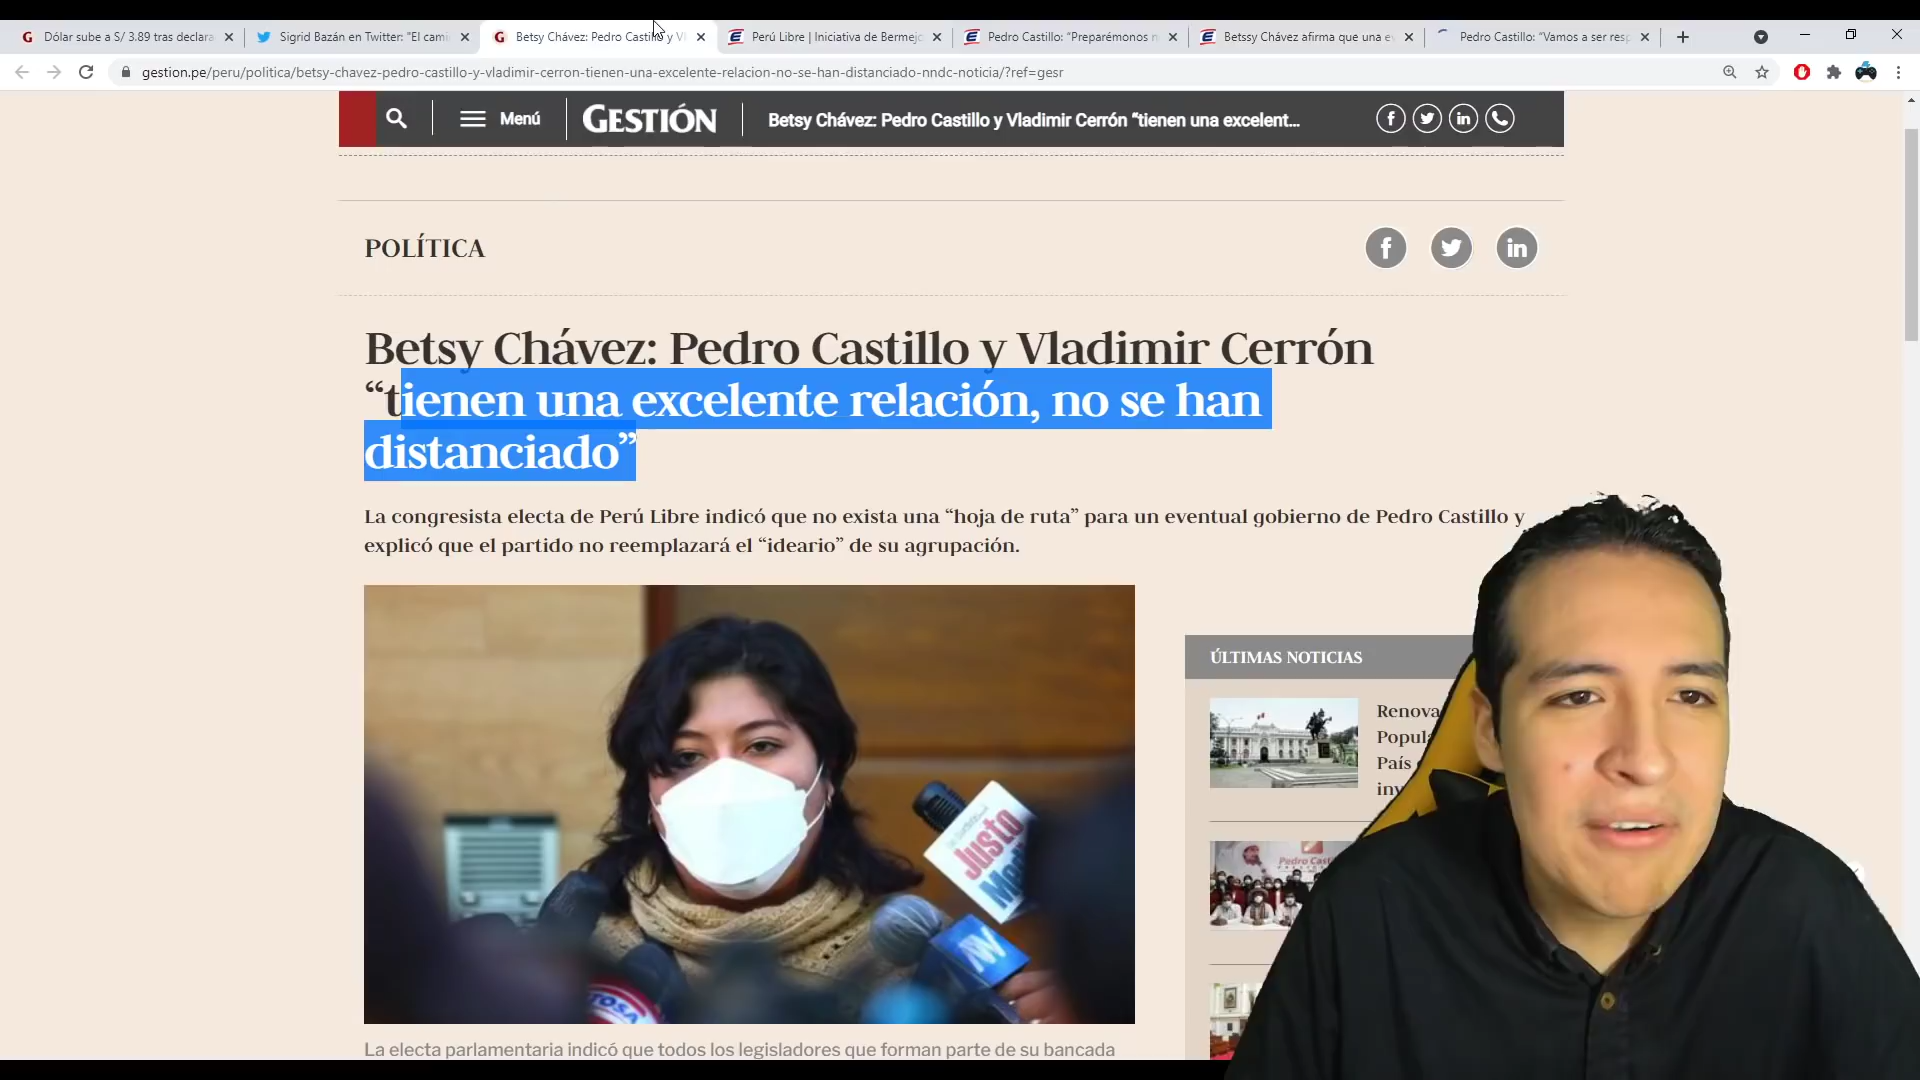 Dólar sube a S/ 3.89 tras declara
Sigrid Bazán en Twitter: "El cami
Betsy Chávez: Pedro Castillo y Vl
Perú Libre | Iniciativa de Bermejo
Pedro Castillo: "Preparémonos
Betssy Chávez afirma que una e
Pedro Castillo: "Vamos a ser resp
gestion.pe/peru/politica/betsy-chavez-pedro-castillo-y-vladimir-cerron-tienen-una-excelente-relacion-no-se-han-distanciado-nndc-noticia/?ref=gesr
Menú
GESTIÓN
Betsy Chávez: Pedro Castillo y Vladimir Cerrón “tienen una excelent...
POLÍTICA
Betsy Chávez: Pedro Castillo y Vladimir Cerrón
“tienen una excelente relación, no se han
distanciado”
La congresista electa de Perú Libre indicó que no exista una “hoja de ruta” para un eventual gobierno de Pedro Castillo y
explicó que el partido no reemplazará el “ideario” de su agrupación.
ÚLTIMAS NOTICIAS
Renova
Popul
País
inv
Justo
Pedro Cast
La electa parlamentaria indicó que todos los legisladores que forman parte de su bancada